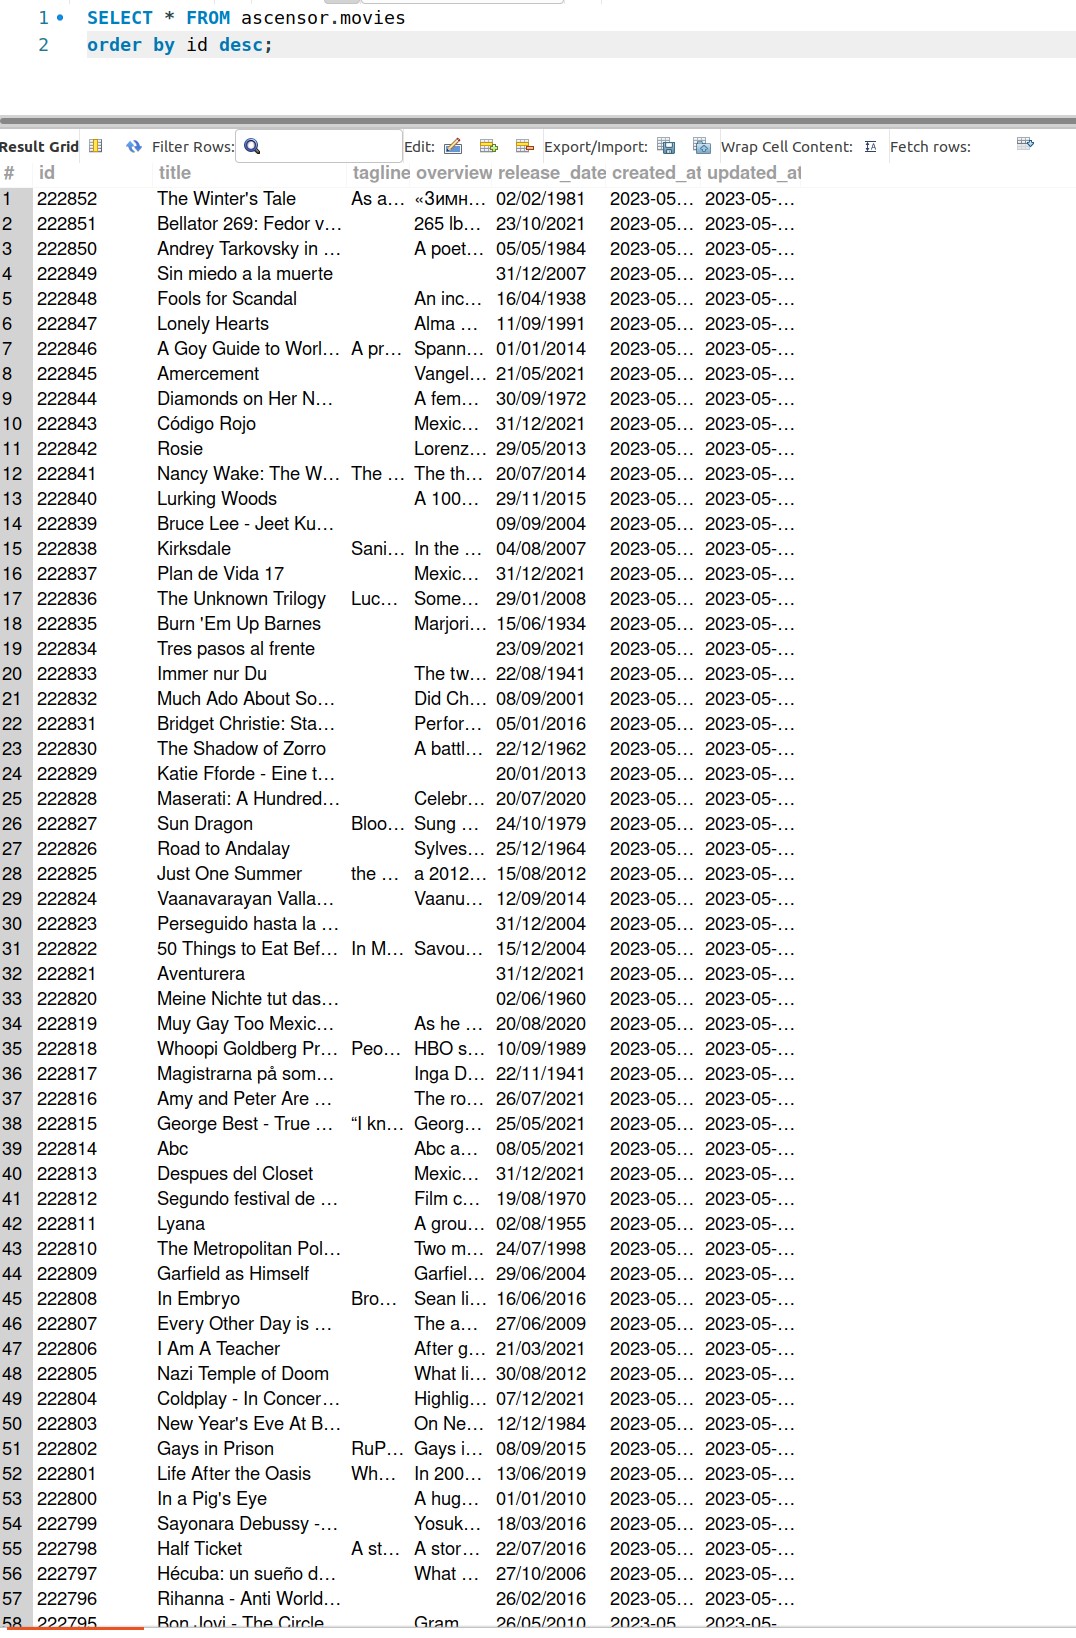 1 SELECT * FROM ascensor.movies
2 order by id desc;
Result Grid Filter Rows: Edit: Export/Import: Wrap Cell Content: Fetch rows:
# id title tagline overview release_date created_at updated_at
1 222852 The Winter's Tale As a... «Зимн... 02/02/1981 2023-05... 2023-05-...
2 222851 Bellator 269: Fedor v... 265 lb... 23/10/2021 2023-05... 2023-05-...
3 222850 Andrey Tarkovsky in ... A poet... 05/05/1984 2023-05... 2023-05-...
4 222849 Sin miedo a la muerte 31/12/2007 2023-05... 2023-05-...
5 222848 Fools for Scandal An inc... 16/04/1938 2023-05... 2023-05-...
6 222847 Lonely Hearts Alma ... 11/09/1991 2023-05... 2023-05-...
7 222846 A Goy Guide to Worl... A pr... Spann... 01/01/2014 2023-05... 2023-05-...
8 222845 Amercement Vangel... 21/05/2021 2023-05... 2023-05-...
9 222844 Diamonds on Her N... A fem... 30/09/1972 2023-05... 2023-05-...
10 222843 Código Rojo Mexic... 31/12/2021 2023-05... 2023-05-...
11 222842 Rosie Lorenz... 29/05/2013 2023-05... 2023-05-...
12 222841 Nancy Wake: The W... The ... The th... 20/07/2014 2023-05... 2023-05-...
13 222840 Lurking Woods A 100... 29/11/2015 2023-05... 2023-05-...
14 222839 Bruce Lee - Jeet Ku... 09/09/2004 2023-05... 2023-05-...
15 222838 Kirksdale Sani... In the ... 04/08/2007 2023-05... 2023-05-...
16 222837 Plan de Vida 17 Mexic... 31/12/2021 2023-05... 2023-05-...
17 222836 The Unknown Trilogy Luc... Some... 29/01/2008 2023-05... 2023-05-...
18 222835 Burn 'Em Up Barnes Marjori... 15/06/1934 2023-05... 2023-05-...
19 222834 Tres pasos al frente 23/09/2021 2023-05... 2023-05-...
20 222833 Immer nur Du The tw... 22/08/1941 2023-05... 2023-05-...
21 222832 Much Ado About So... Did Ch... 08/09/2001 2023-05... 2023-05-...
22 222831 Bridget Christie: Sta... Perfor... 05/01/2016 2023-05... 2023-05-...
23 222830 The Shadow of Zorro A battl... 22/12/1962 2023-05... 2023-05-...
24 222829 Katie Fforde - Eine t... 20/01/2013 2023-05... 2023-05-...
25 222828 Maserati: A Hundred... Celebr... 20/07/2020 2023-05... 2023-05-...
26 222827 Sun Dragon Bloo... Sung ... 24/10/1979 2023-05... 2023-05-...
27 222826 Road to Andalay Sylves... 25/12/1964 2023-05... 2023-05-...
28 222825 Just One Summer the ... a 2012... 15/08/2012 2023-05... 2023-05-...
29 222824 Vaanavarayan Valla... Vaanu... 12/09/2014 2023-05... 2023-05-...
30 222823 Perseguido hasta la ... 31/12/2004 2023-05... 2023-05-...
31 222822 50 Things to Eat Bef... In M... Savou... 15/12/2004 2023-05... 2023-05-...
32 222821 Aventurera 31/12/2021 2023-05... 2023-05-...
33 222820 Meine Nichte tut das... 02/06/1960 2023-05... 2023-05-...
34 222819 Muy Gay Too Mexic... As he ... 20/08/2020 2023-05... 2023-05-...
35 222818 Whoopi Goldberg Pr... Peo... HBO s... 10/09/1989 2023-05... 2023-05-...
36 222817 Magistrarna på som... Inga D... 22/11/1941 2023-05... 2023-05-...
37 222816 Amy and Peter Are ... The ro... 26/07/2021 2023-05... 2023-05-...
38 222815 George Best - True ... “I kn... Georg... 25/05/2021 2023-05... 2023-05-...
39 222814 Abc Abc a... 08/05/2021 2023-05... 2023-05-...
40 222813 Despues del Closet Mexic... 31/12/2021 2023-05... 2023-05-...
41 222812 Segundo festival de ... Film c... 19/08/1970 2023-05... 2023-05-...
42 222811 Lyana A grou... 02/08/1955 2023-05... 2023-05-...
43 222810 The Metropolitan Pol... Two m... 24/07/1998 2023-05... 2023-05-...
44 222809 Garfield as Himself Garfiel... 29/06/2004 2023-05... 2023-05-...
45 222808 In Embryo Bro... Sean li... 16/06/2016 2023-05... 2023-05-...
46 222807 Every Other Day is ... The a... 27/06/2009 2023-05... 2023-05-...
47 222806 I Am A Teacher After g... 21/03/2021 2023-05... 2023-05-...
48 222805 Nazi Temple of Doom What li... 30/08/2012 2023-05... 2023-05-...
49 222804 Coldplay - In Concer... Highlig... 07/12/2021 2023-05... 2023-05-...
50 222803 New Year's Eve At B... On Ne... 12/12/1984 2023-05... 2023-05-...
51 222802 Gays in Prison RuP... Gays i... 08/09/2015 2023-05... 2023-05-...
52 222801 Life After the Oasis Wh... In 200... 13/06/2019 2023-05... 2023-05-...
53 222800 In a Pig's Eye A hug... 01/01/2010 2023-05... 2023-05-...
54 222799 Sayonara Debussy -... Yosuk... 18/03/2016 2023-05... 2023-05-...
55 222798 Half Ticket A st... A stor... 22/07/2016 2023-05... 2023-05-...
56 222797 Hécuba: un sueño d... What ... 27/10/2006 2023-05... 2023-05-...
57 222796 Rihanna - Anti World... 26/02/2016 2023-05... 2023-05-...
58 222795 Bon Jovi - The Circle Gram 26/05/2010 2023-05 2023-05-